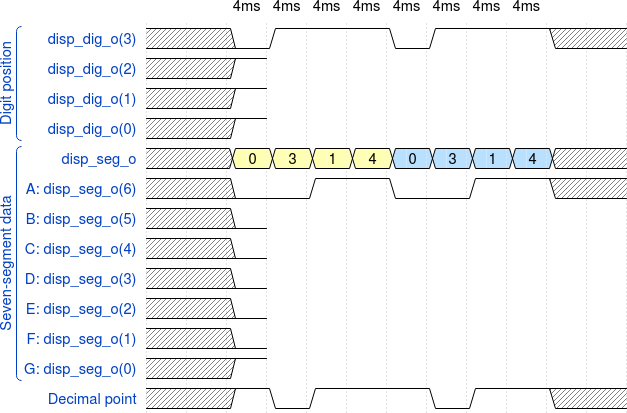 4ms 4ms 4ms 4ms 4ms 4ms 4ms 4ms
Digit position
disp_dig_o(3)
disp_dig_o(2)
disp_dig_o(1)
disp_dig_o(0)
Seven-segment data
disp_seg_o 0 3 1 4 0 3 1 4
A: disp_seg_o(6)
B: disp_seg_o(5)
C: disp_seg_o(4)
D: disp_seg_o(3)
E: disp_seg_o(2)
F: disp_seg_o(1)
G: disp_seg_o(0)
Decimal point